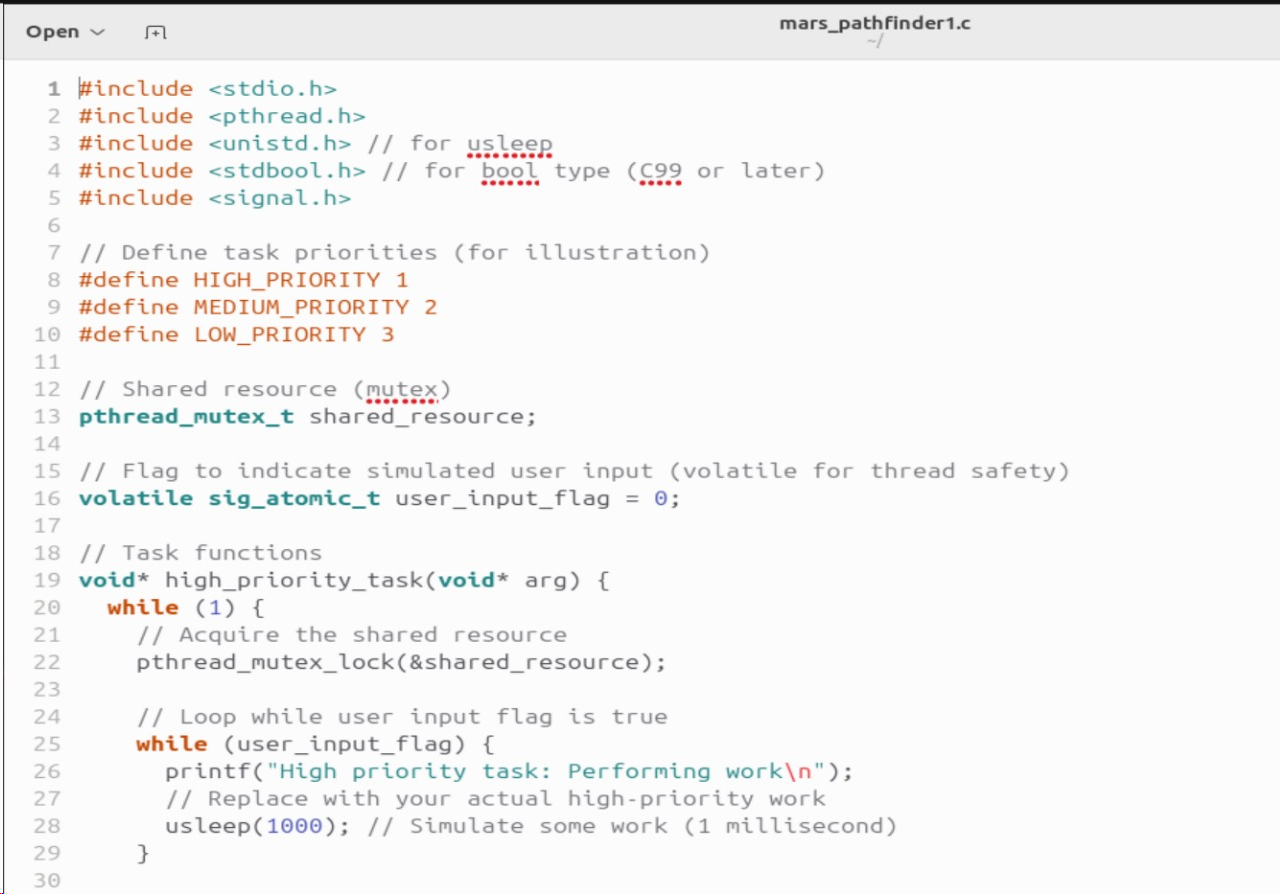 Open
mars_pathfinder1.c
~/
1 #include <stdio.h>
2 #include <pthread.h>
3 #include <unistd.h> // for usleep
4 #include <stdbool.h> // for bool type (C99 or later)
5 #include <signal.h>
6
7 // Define task priorities (for illustration)
8 #define HIGH_PRIORITY 1
9 #define MEDIUM_PRIORITY 2
10 #define LOW_PRIORITY 3
11
12 // Shared resource (mutex)
13 pthread_mutex_t shared_resource;
14
15 // Flag to indicate simulated user input (volatile for thread safety)
16 volatile sig_atomic_t user_input_flag = 0;
17
18 // Task functions
19 void* high_priority_task(void* arg) {
20   while (1) {
21     // Acquire the shared resource
22     pthread_mutex_lock(&shared_resource);
23
24     // Loop while user input flag is true
25     while (user_input_flag) {
26       printf("High priority task: Performing work\n");
27       // Replace with your actual high-priority work
28       usleep(1000); // Simulate some work (1 millisecond)
29     }
30